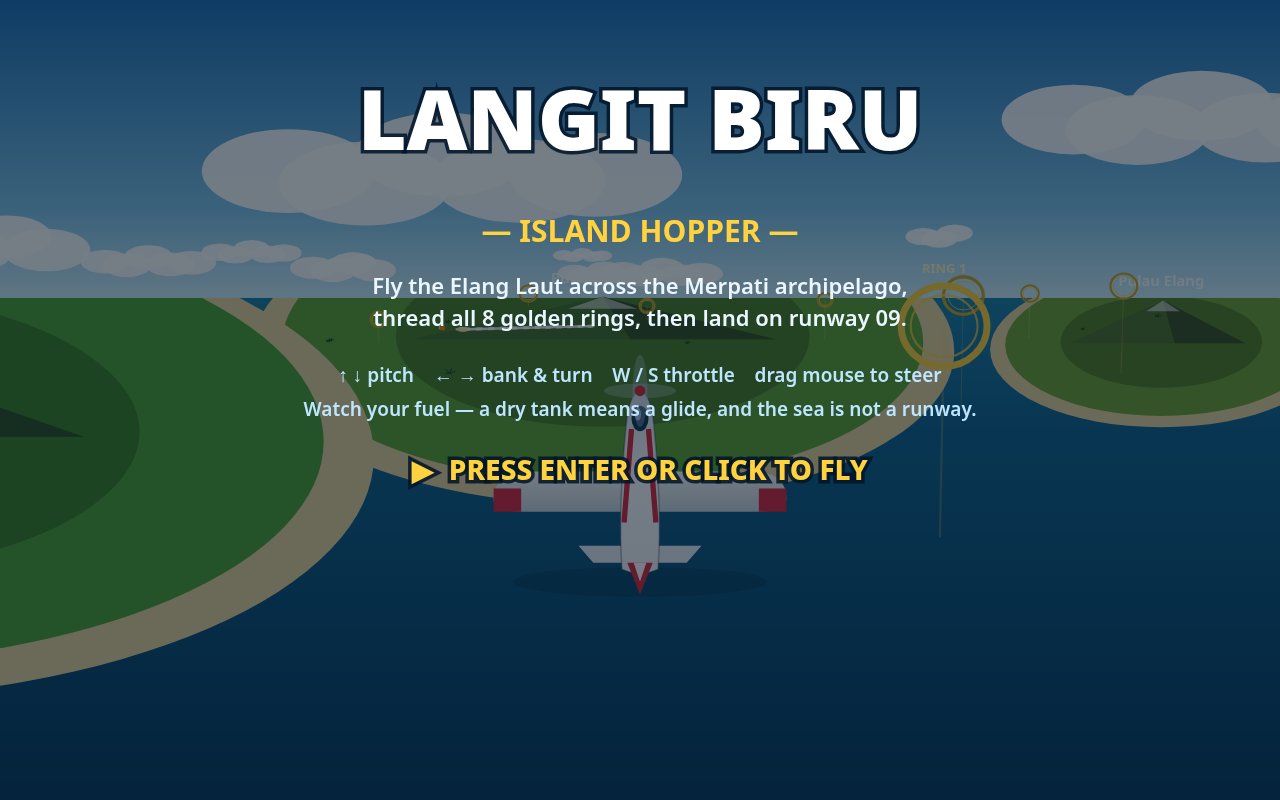 LANGIT BIRU
— ISLAND HOPPER —
RING 1
Pulau Elang
Fly the Elang Laut across the Merpati archipelago,
thread all 8 golden rings, then land on runway 09.
↑ ↓ pitch ← → bank & turn W / S throttle drag mouse to steer
Watch your fuel — a dry tank means a glide, and the sea is not a runway.
▶ PRESS ENTER OR CLICK TO FLY